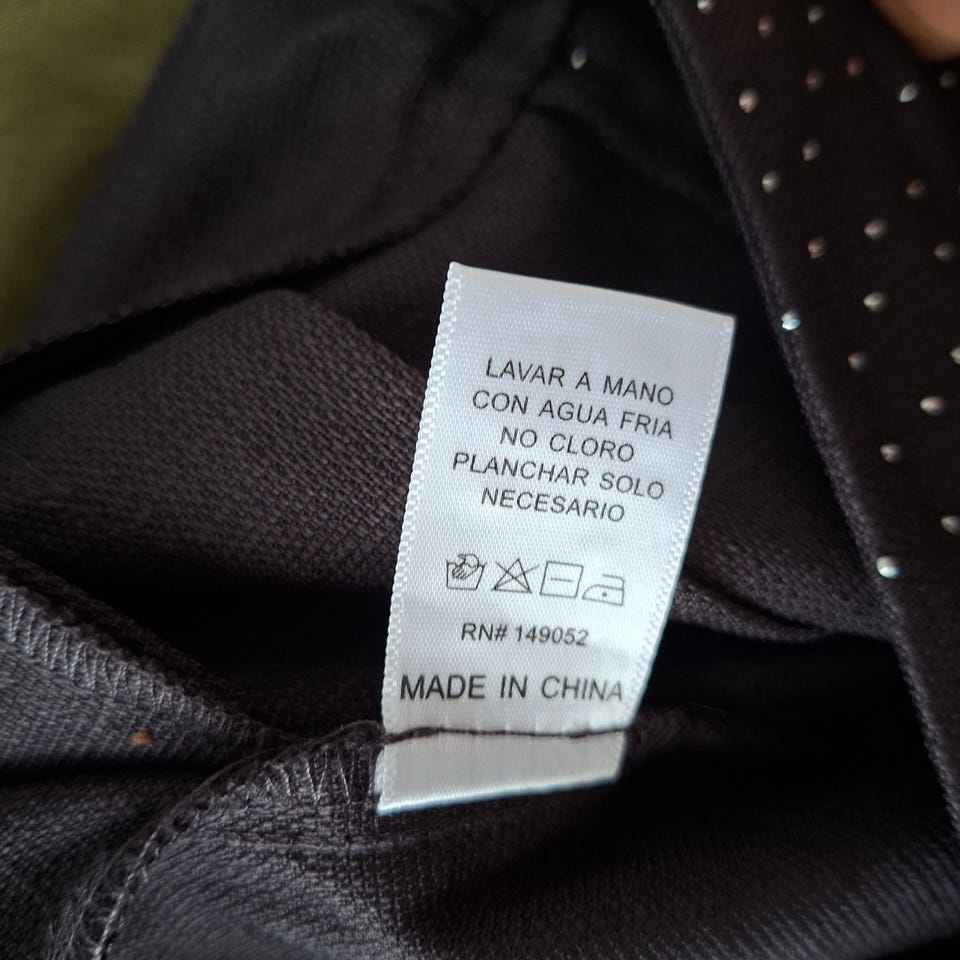 LAVAR A MANO
CON AGUA FRIA
NO CLORO
PLANCHAR SOLO
NECESARIO
RN# 149052
MADE IN CHINA